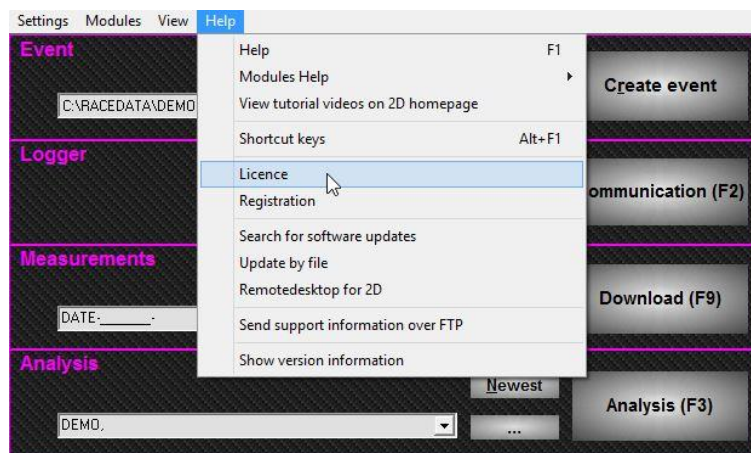 Settings Modules View Help
Event
C:\RACEDATA\DEMO
Create event
Logger
Communication (F2)
Measurements
DATE-_______-
Download (F9)
Analysis
DEMO,
Newest
...
Analysis (F3)
Help F1
Modules Help
View tutorial videos on 2D homepage
Shortcut keys Alt+F1
Licence
Registration
Search for software updates
Update by file
Remotedesktop for 2D
Send support information over FTP
Show version information